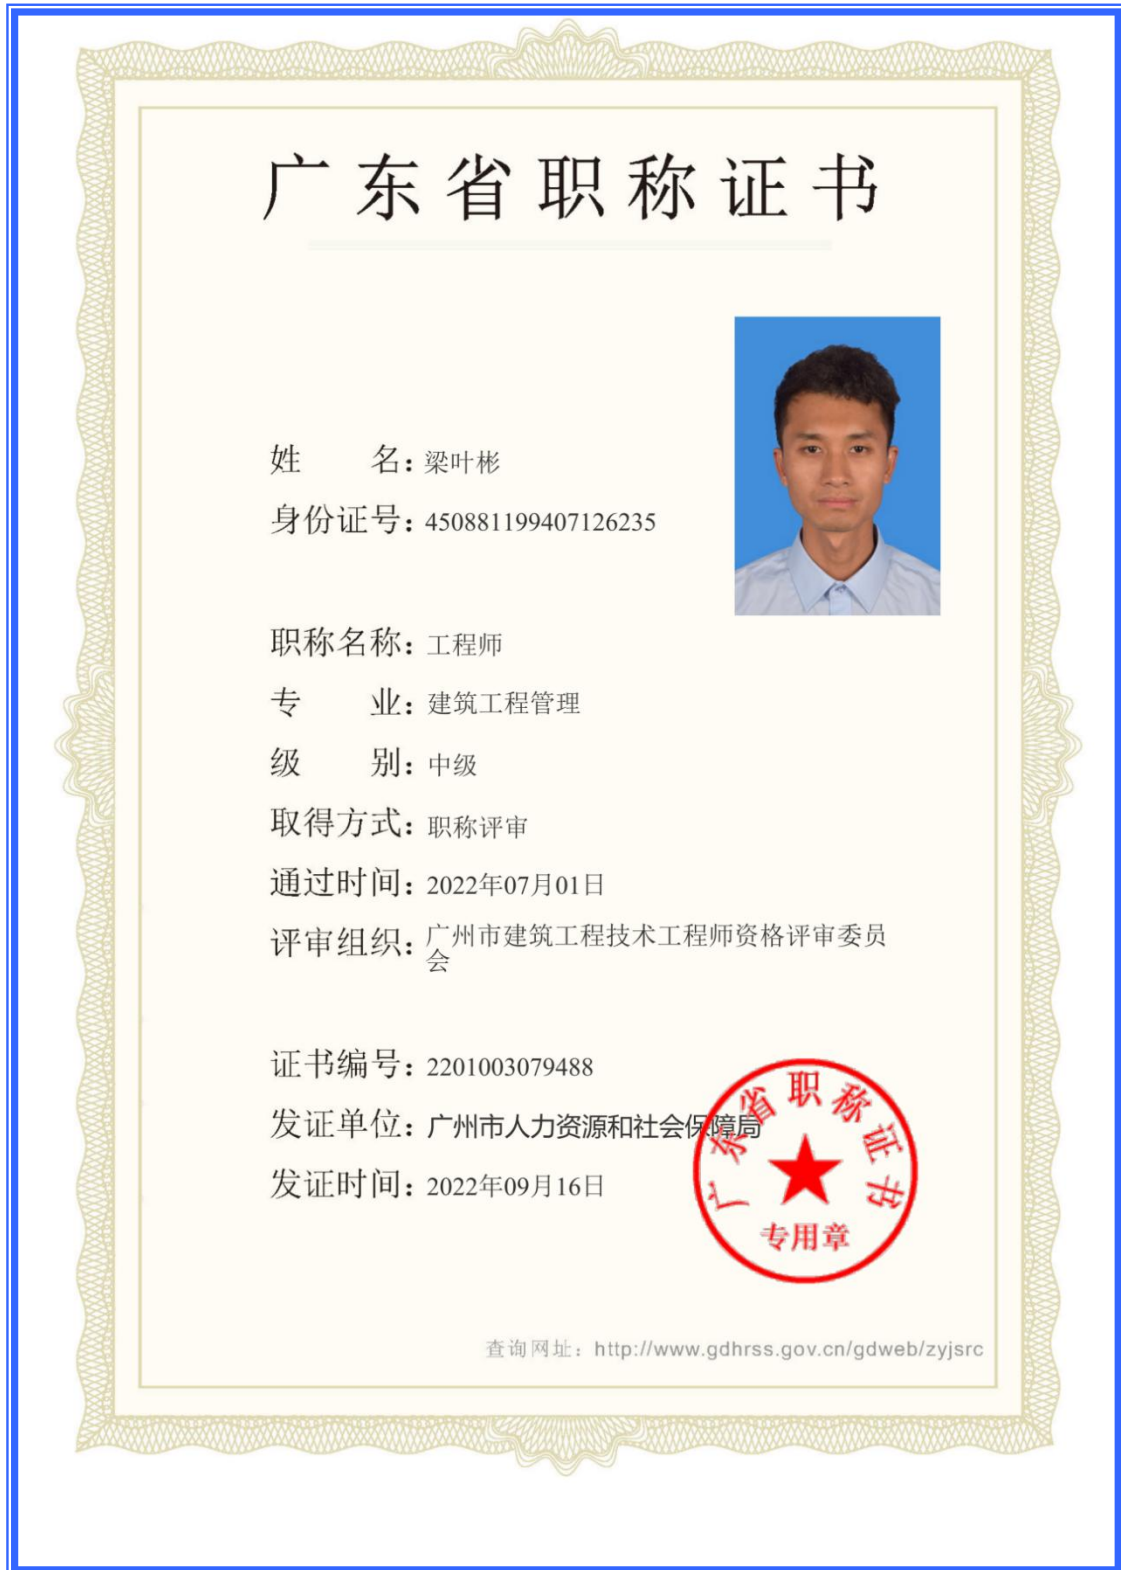 广东省职称证书
姓 名：梁叶彬
身份证号：450881199407126235
职称名称：工程师
专 业：建筑工程管理
级 别：中级
取得方式：职称评审
通过时间：2022年07月01日
评审组织：广州市建筑工程技术工程师资格评审委员
会
证书编号：2201003079488
发证单位：广州市人力资源和社会保障局
发证时间：2022年09月16日
广东省职称证书
专用章
查询网址：http://www.gdhrss.gov.cn/gdweb/zyjsrc